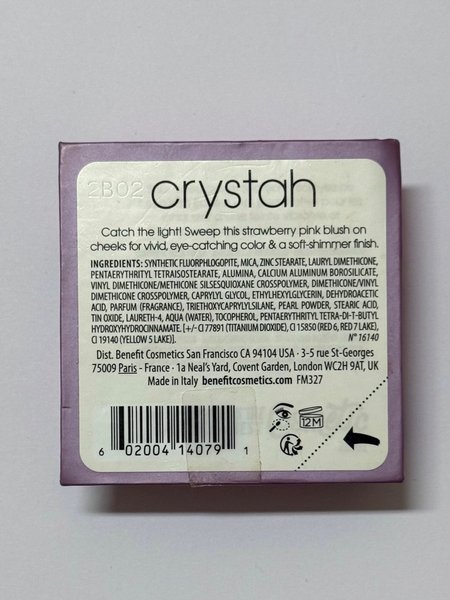 2B02 crystah
Catch the light! Sweep this strawberry pink blush on
cheeks for vivid, eye-catching color & a soft-shimmer finish.
INGREDIENTS: SYNTHETIC FLUORPHLOGOPITE, MICA, ZINC STEARATE, LAURYL DIMETHICONE,
PENTAERYTHRITYL TETRAISOSTEARATE, ALUMINA, CALCIUM ALUMINUM BOROSILICATE,
VINYL DIMETHICONE/METHICONE SILSESQUIOXANE CROSSPOLYMER, DIMETHICONE/VINYL
DIMETHICONE CROSSPOLYMER, CAPRYLYL GLYCOL, ETHYLHEXYLGLYCERIN, DEHYDROACETIC
ACID, PARFUM (FRAGRANCE), TRIETHOXYCAPRYLYLSILANE, PEARL POWDER, STEARIC ACID,
TIN OXIDE, LAURETH-4, AQUA (WATER), TOCOPHEROL, PENTAERYTHRITYL TETRA-DI-T-BUTYL
HYDROXYHYDROCINNAMATE. [+/- CI 77891 (TITANIUM DIOXIDE), CI 15850 (RED 6, RED 7 LAKE),
CI 19140 (YELLOW 5 LAKE)]. N° 16140
Dist. Benefit Cosmetics San Francisco CA 94104 USA · 3-5 rue St-Georges
75009 Paris - France · 1a Neal's Yard, Covent Garden, London WC2H 9AT, UK
Made in Italy benefitcosmetics.com FM327
12M
6 02004 14079 1